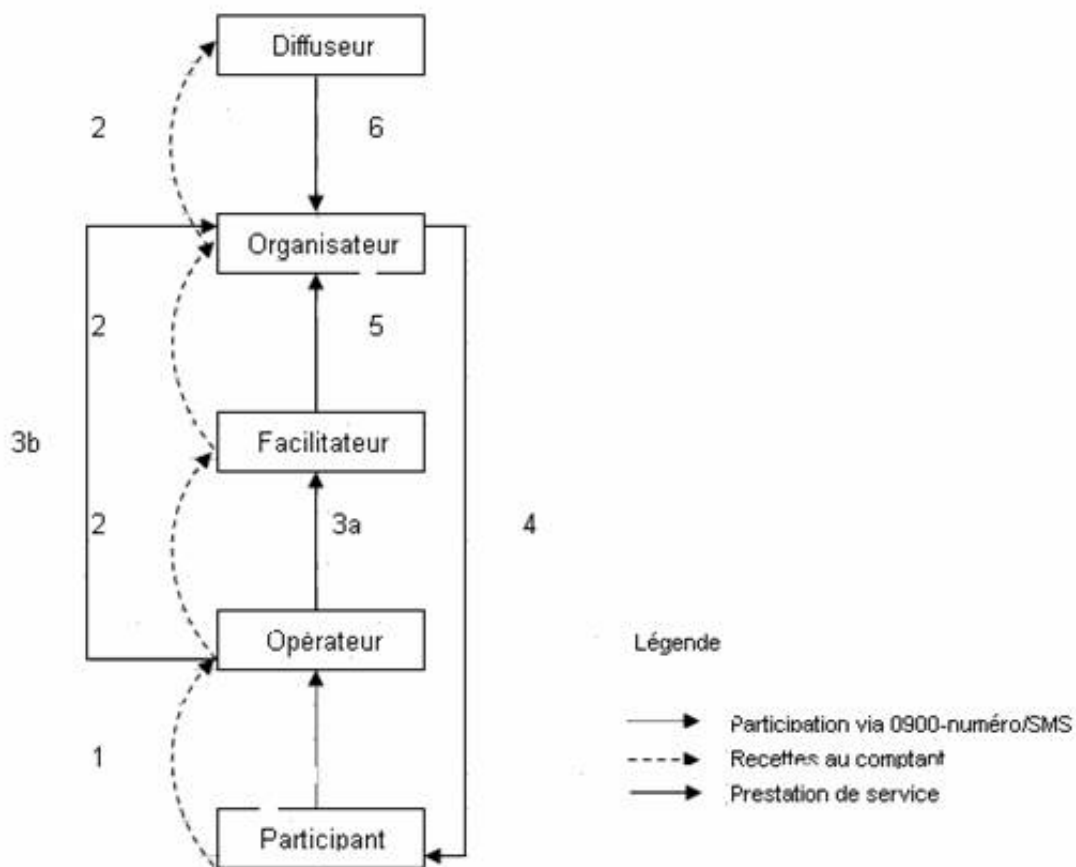 Diffuseur
2
6
Organisateur
2
5
3b
Facilitateur
2
3a
4
Opérateur
Légende
Participation via 0900-numéro/SMS
1
Recettes au comptant
Prestation de service
Participant